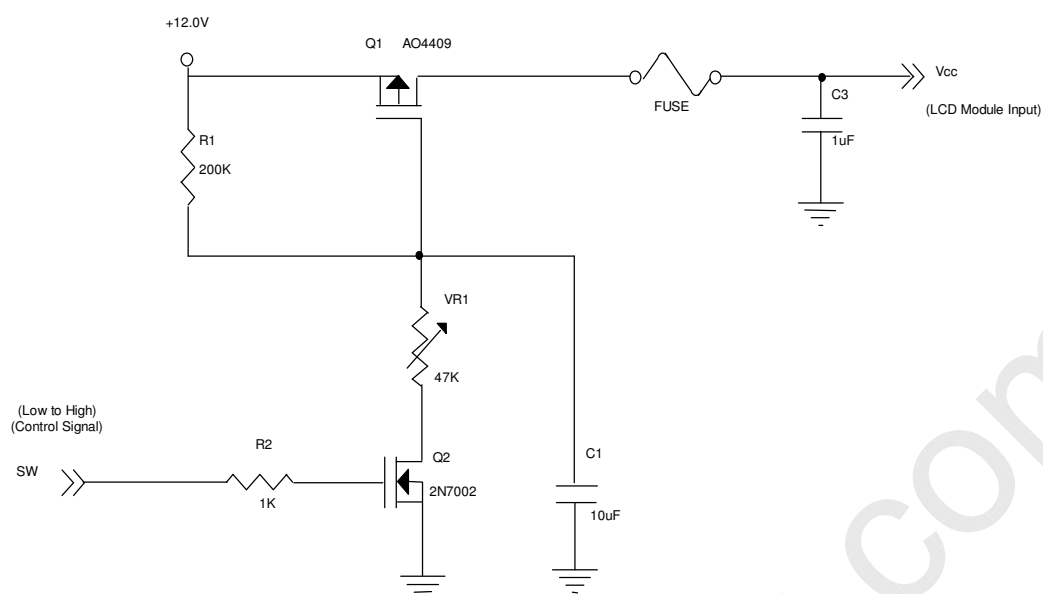 +12.0V
Q1 AO4409
Vcc
C3
FUSE
(LCD Module Input)
R1
1uF
200K
VR1
47K
(Low to High)
(Control Signal)
R2
Q2
C1
SW
2N7002
1K
10uF
com